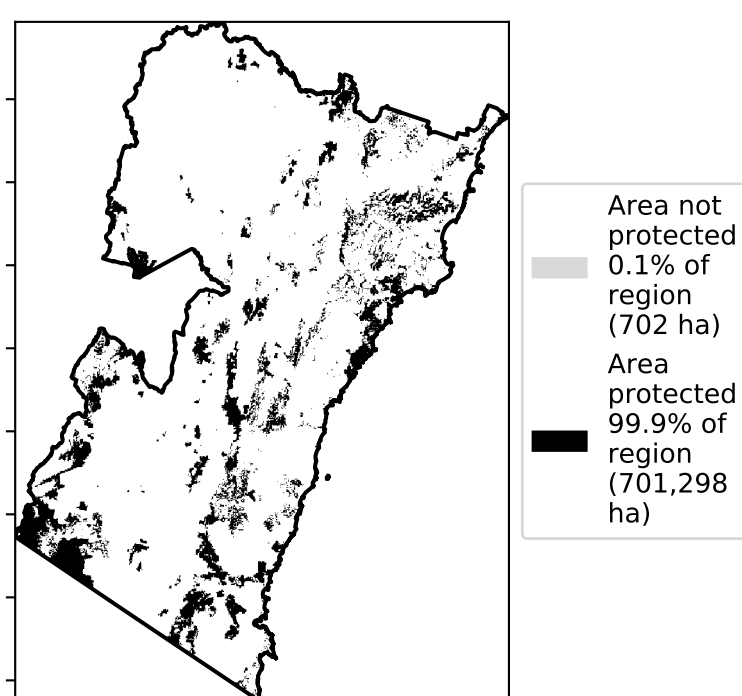 Area not
protected
0.1% of
region
(702 ha)
Area
protected
99.9% of
region
(701,298
ha)